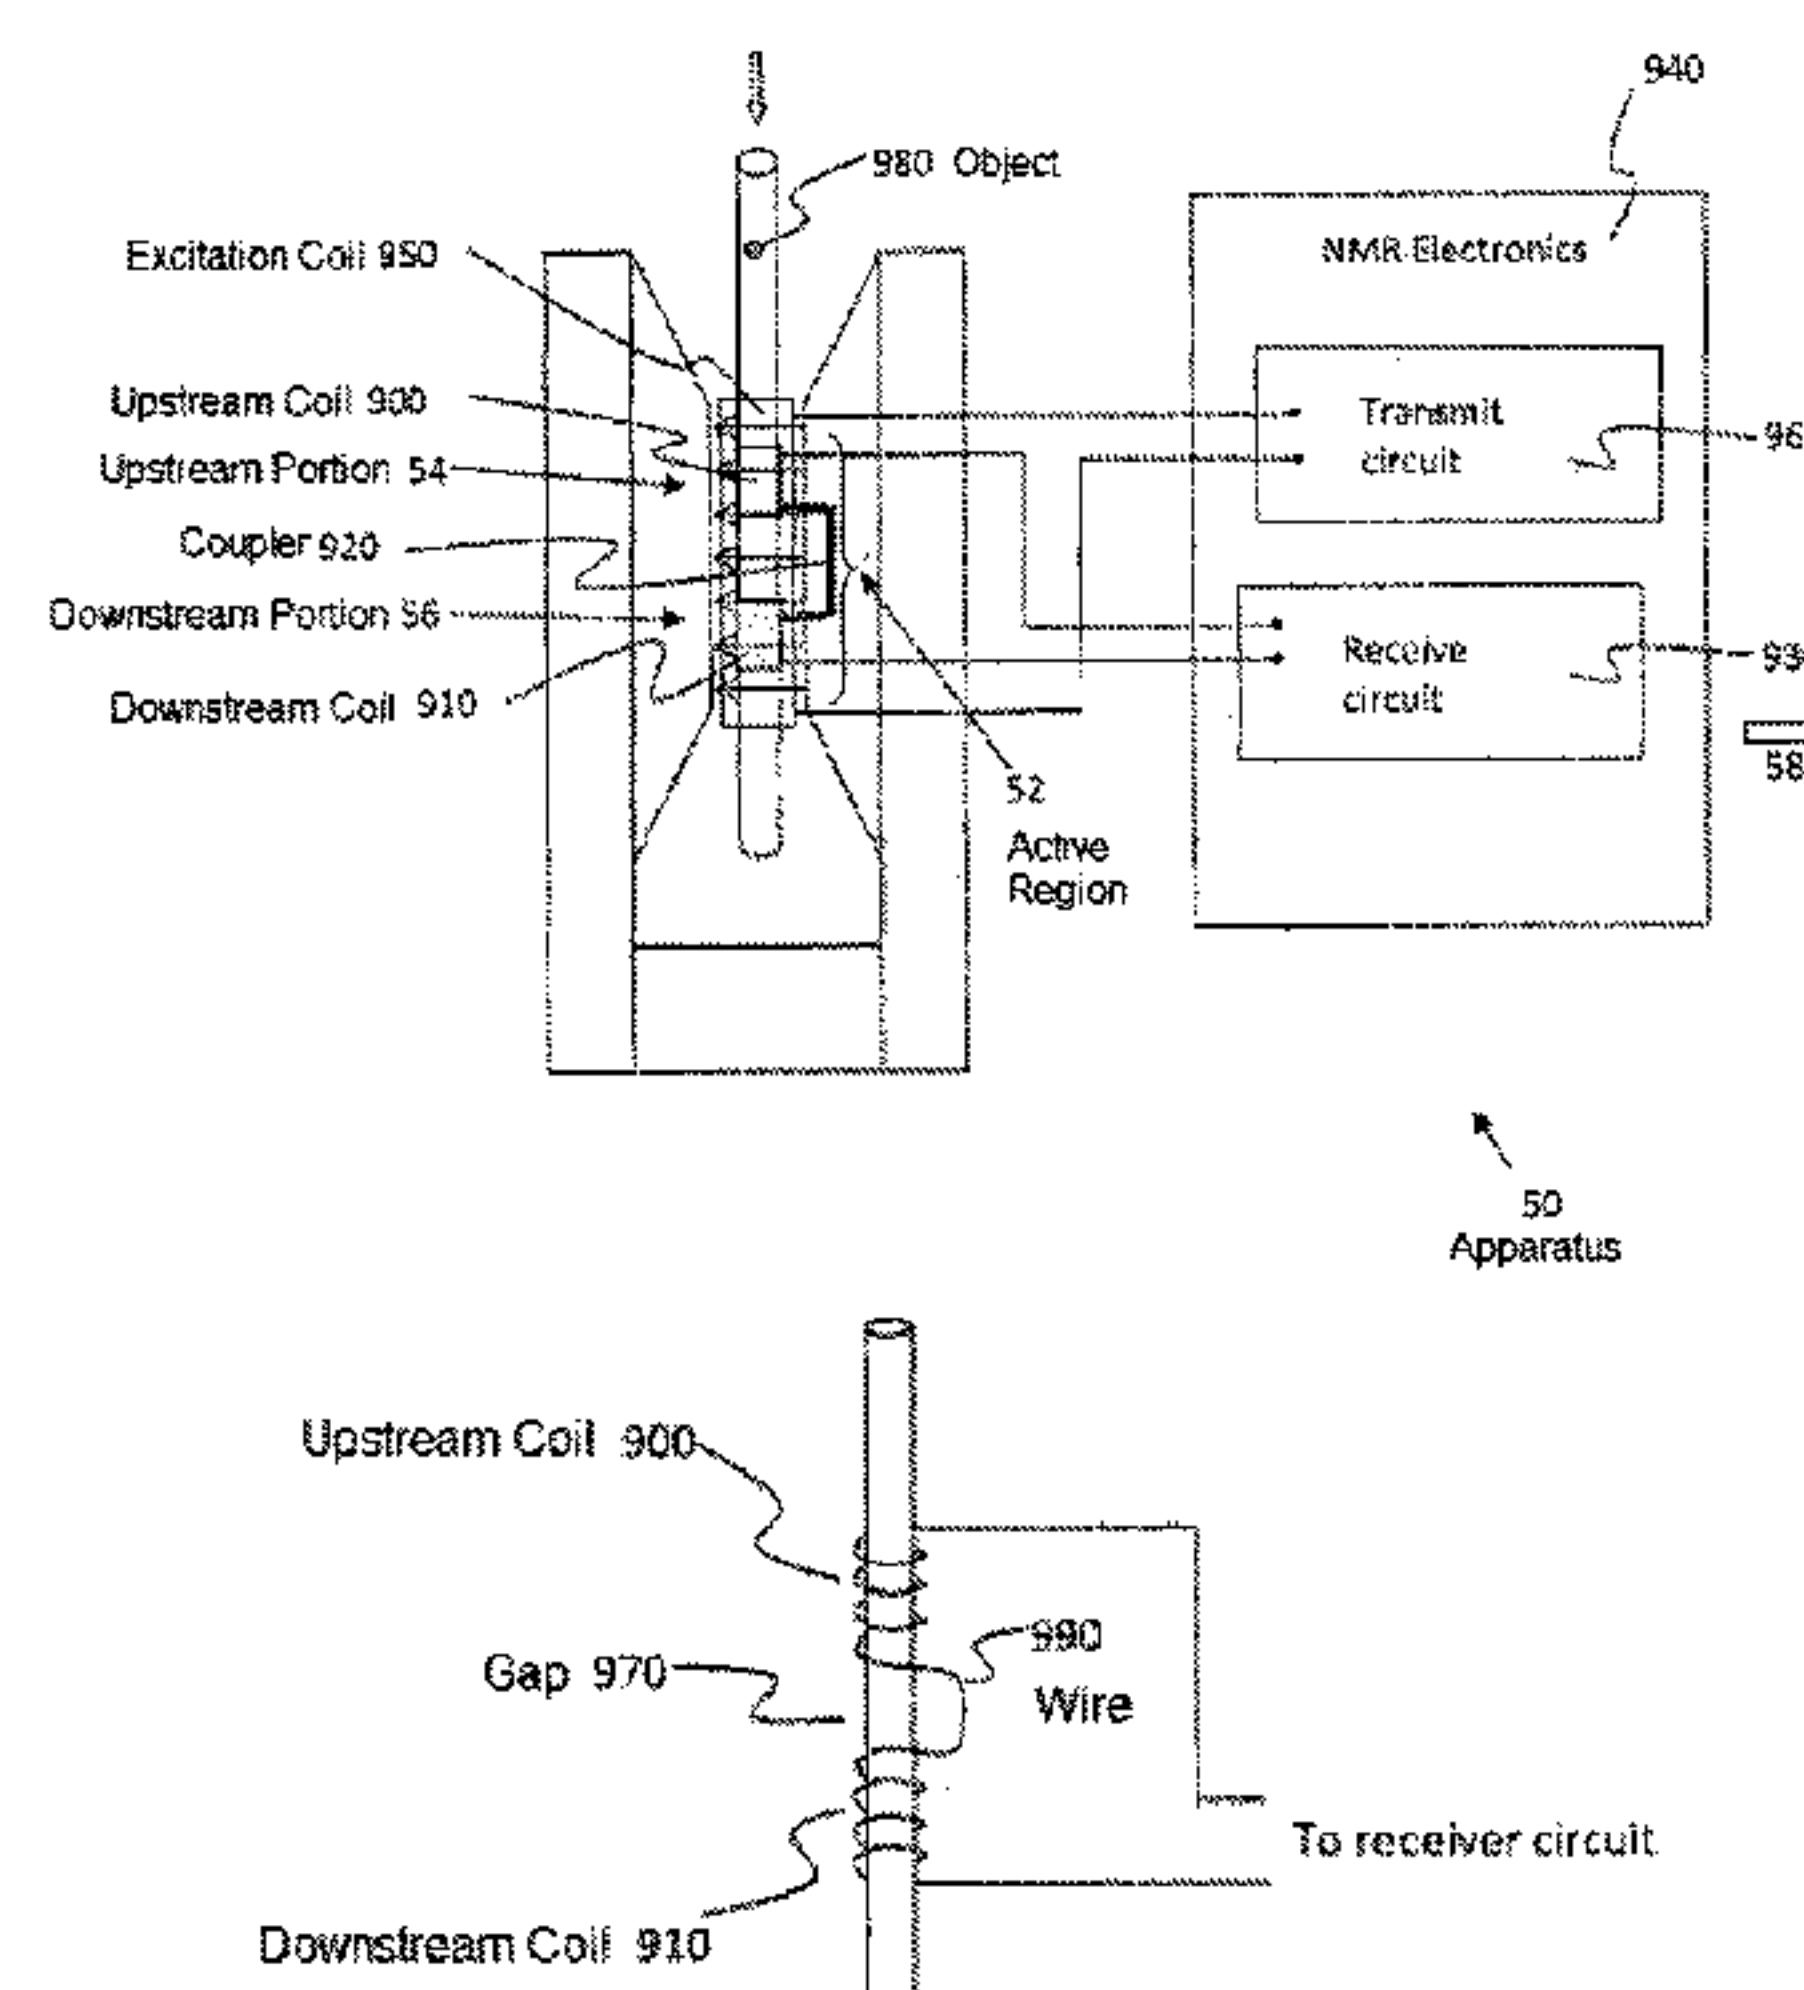 940
980 Object
NMR Electronics
Excitation Coil 950
Upstream Coil 900
Transmit
circuit
96
Upstream Portion 54
Coupler 920
Downstream Portion 56
Receive
circuit
93
Downstream Coil 910
58
52
Active
Region
50
Apparatus
Upstream Coil 900
990
Wire
Gap 970
To receiver circuit
Downstream Coil 910